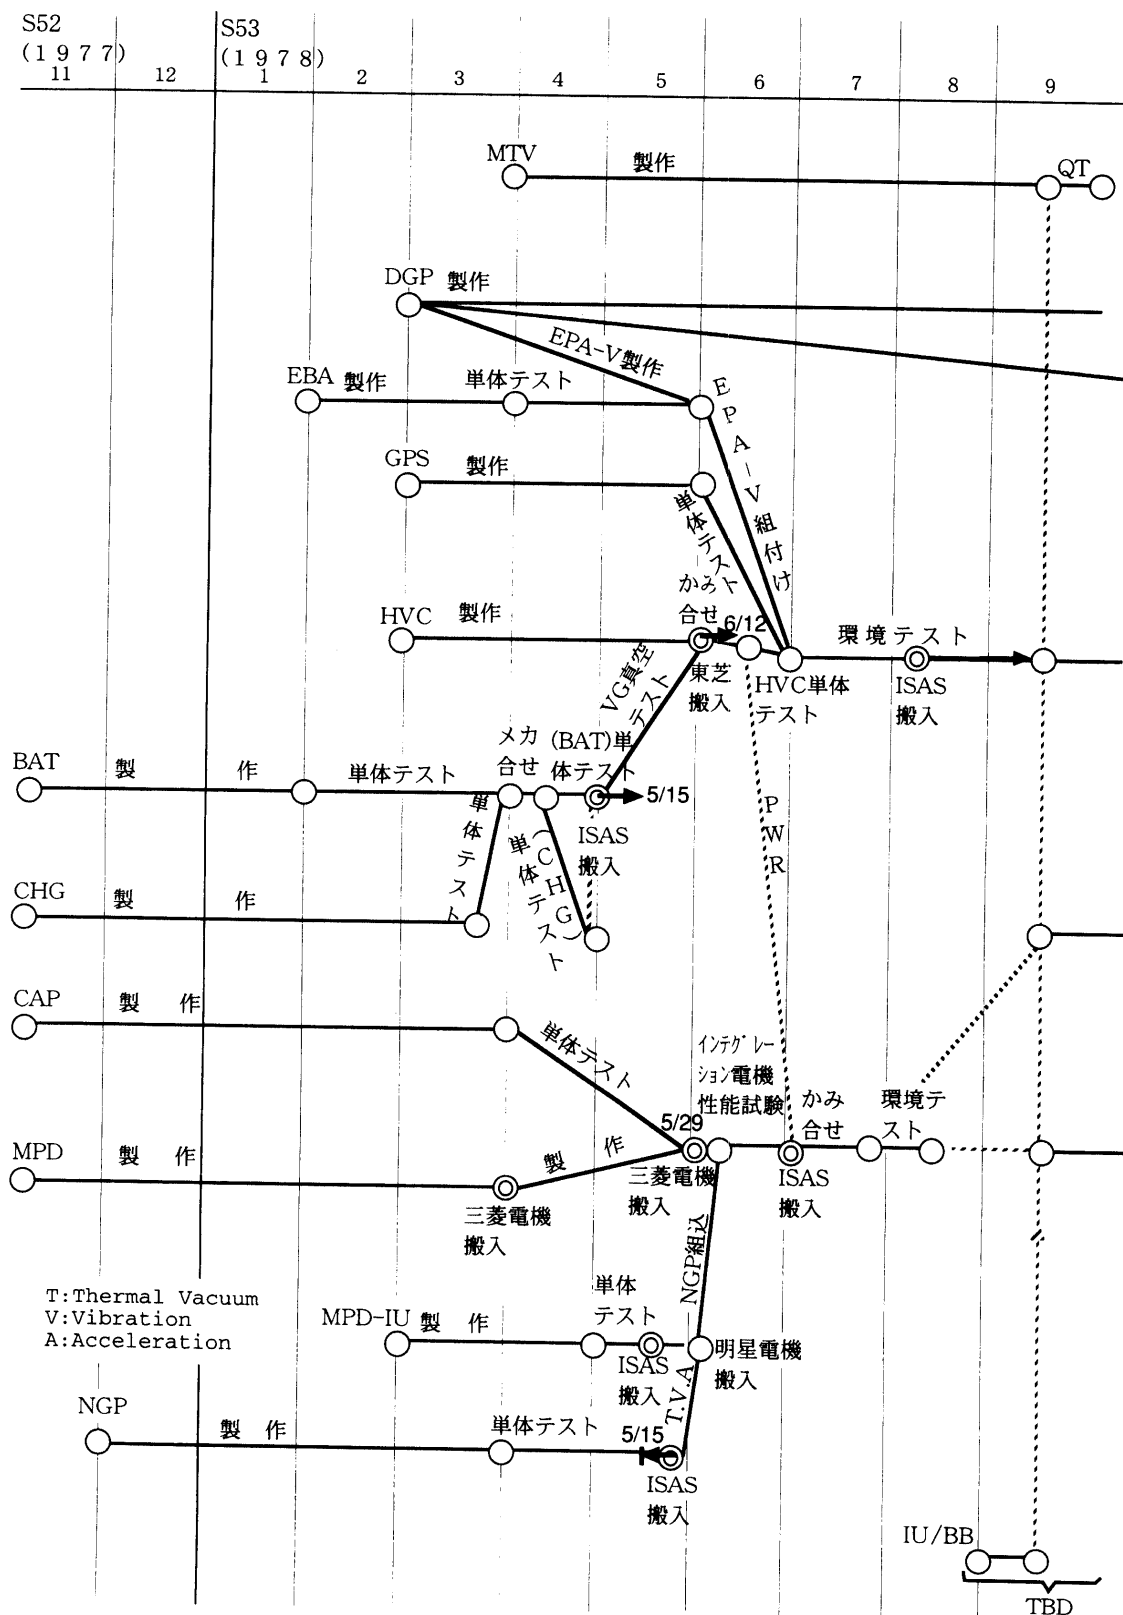 S52
(１９７７)
S53
(１９７８)
11 12 1 2 3 4 5 6 7 8 9
MTV
製作
QT
DGP 製作
EPA-V製作
EBA 製作
単体テスト
EPA-V組付け
GPS
製作
単体テスト
かみ
合せ
HVC 製作
6/12
環境テスト
VG真空
テスト
東芝
搬入
HVC単体
テスト
ISAS
搬入
BAT 製 作
単体テスト
メカ
合せ
(BAT)単
体テスト
5/15
ISAS
搬入
単体テスト
(CHG)
単体テスト
PWR
CHG 製 作
CAP 製 作
単体テスト
インテグレー
ション電機
性能試験
かみ
合せ
環境テ
スト
5/29
MPD 製 作
製 作
三菱電機
搬入
三菱電機
搬入
ISAS
搬入
NGP組込
T:Thermal Vacuum
V:Vibration
A:Acceleration
MPD-IU 製 作
単体
テスト
ISAS
搬入
明星電機
搬入
T.V.A
NGP
製 作
単体テスト
5/15
ISAS
搬入
IU/BB
TBD